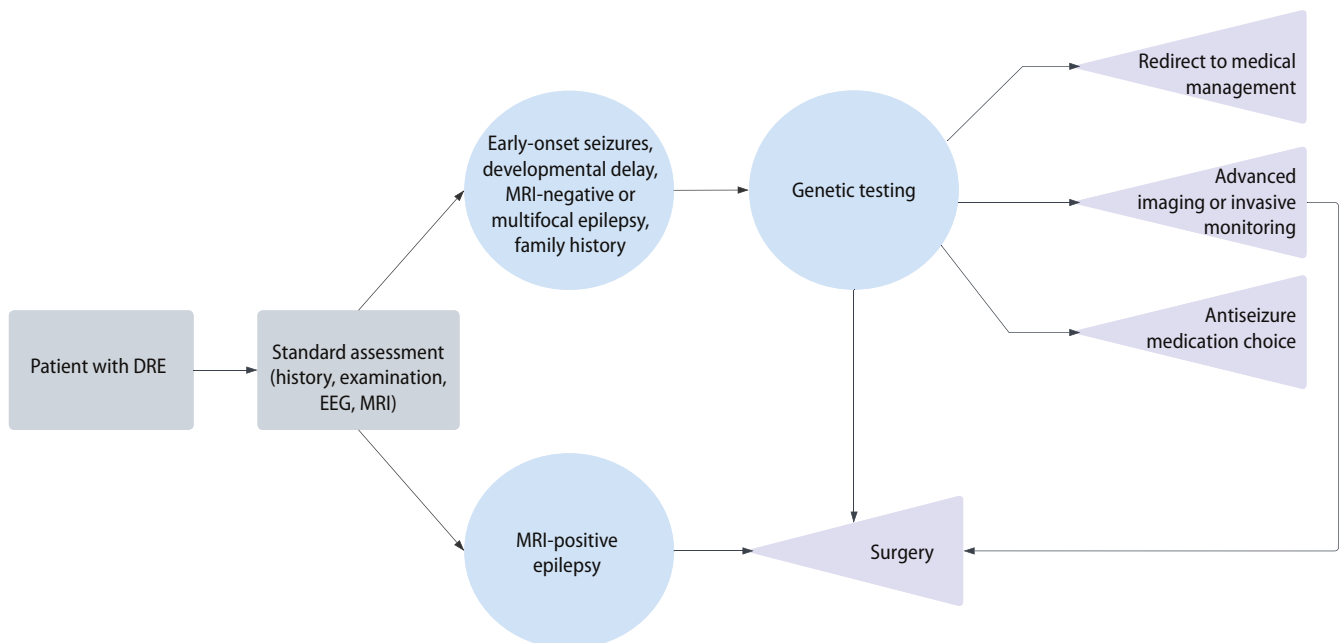 Patient with DRE
Standard assessment
(history, examination,
EEG, MRI)
Early-onset seizures,
developmental delay,
MRI-negative or
multifocal epilepsy,
family history
Genetic testing
Redirect to medical
management
Advanced
imaging or invasive
monitoring
Antiseizure
medication choice
MRI-positive
epilepsy
Surgery